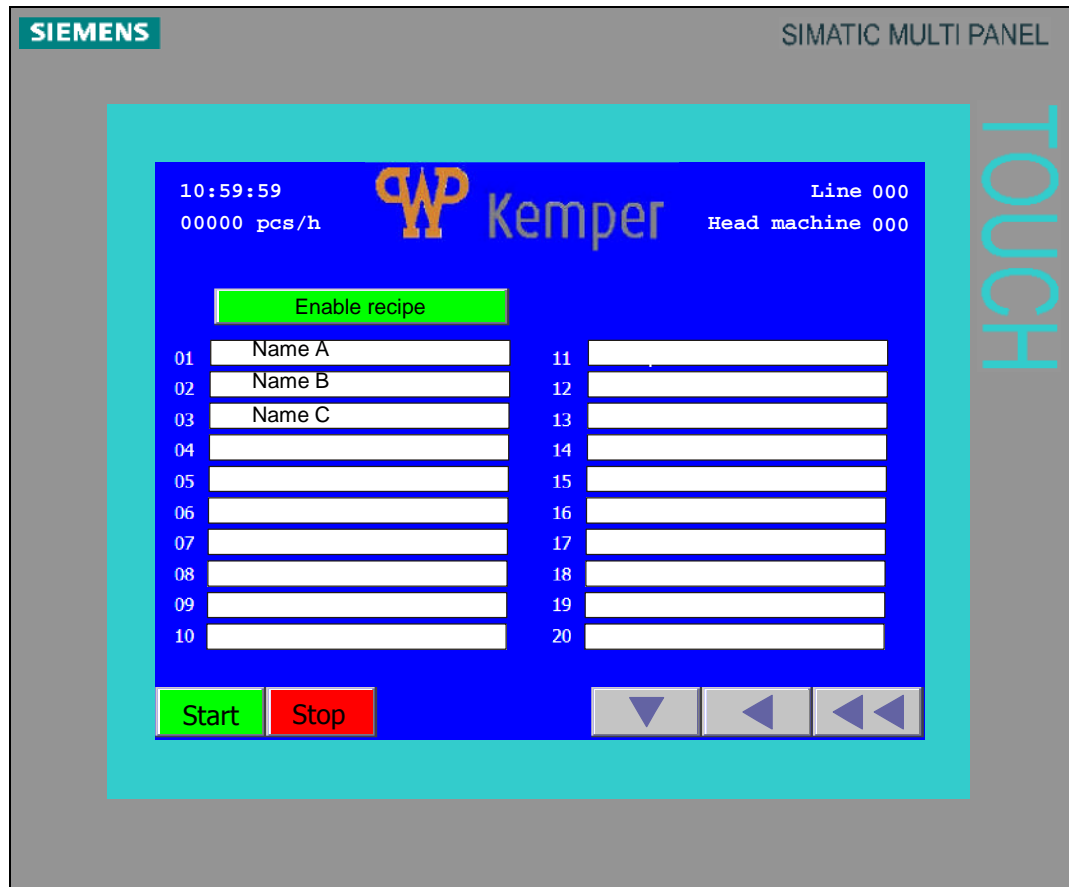 SIEMENS
SIMATIC MULTI PANEL
TOUCH
10:59:59
00000 pcs/h
WP Kemper
Line 000
Head machine 000
Enable recipe
01 Name A
02 Name B
03 Name C
04
05
06
07
08
09
10
11
12
13
14
15
16
17
18
19
20
Start
Stop